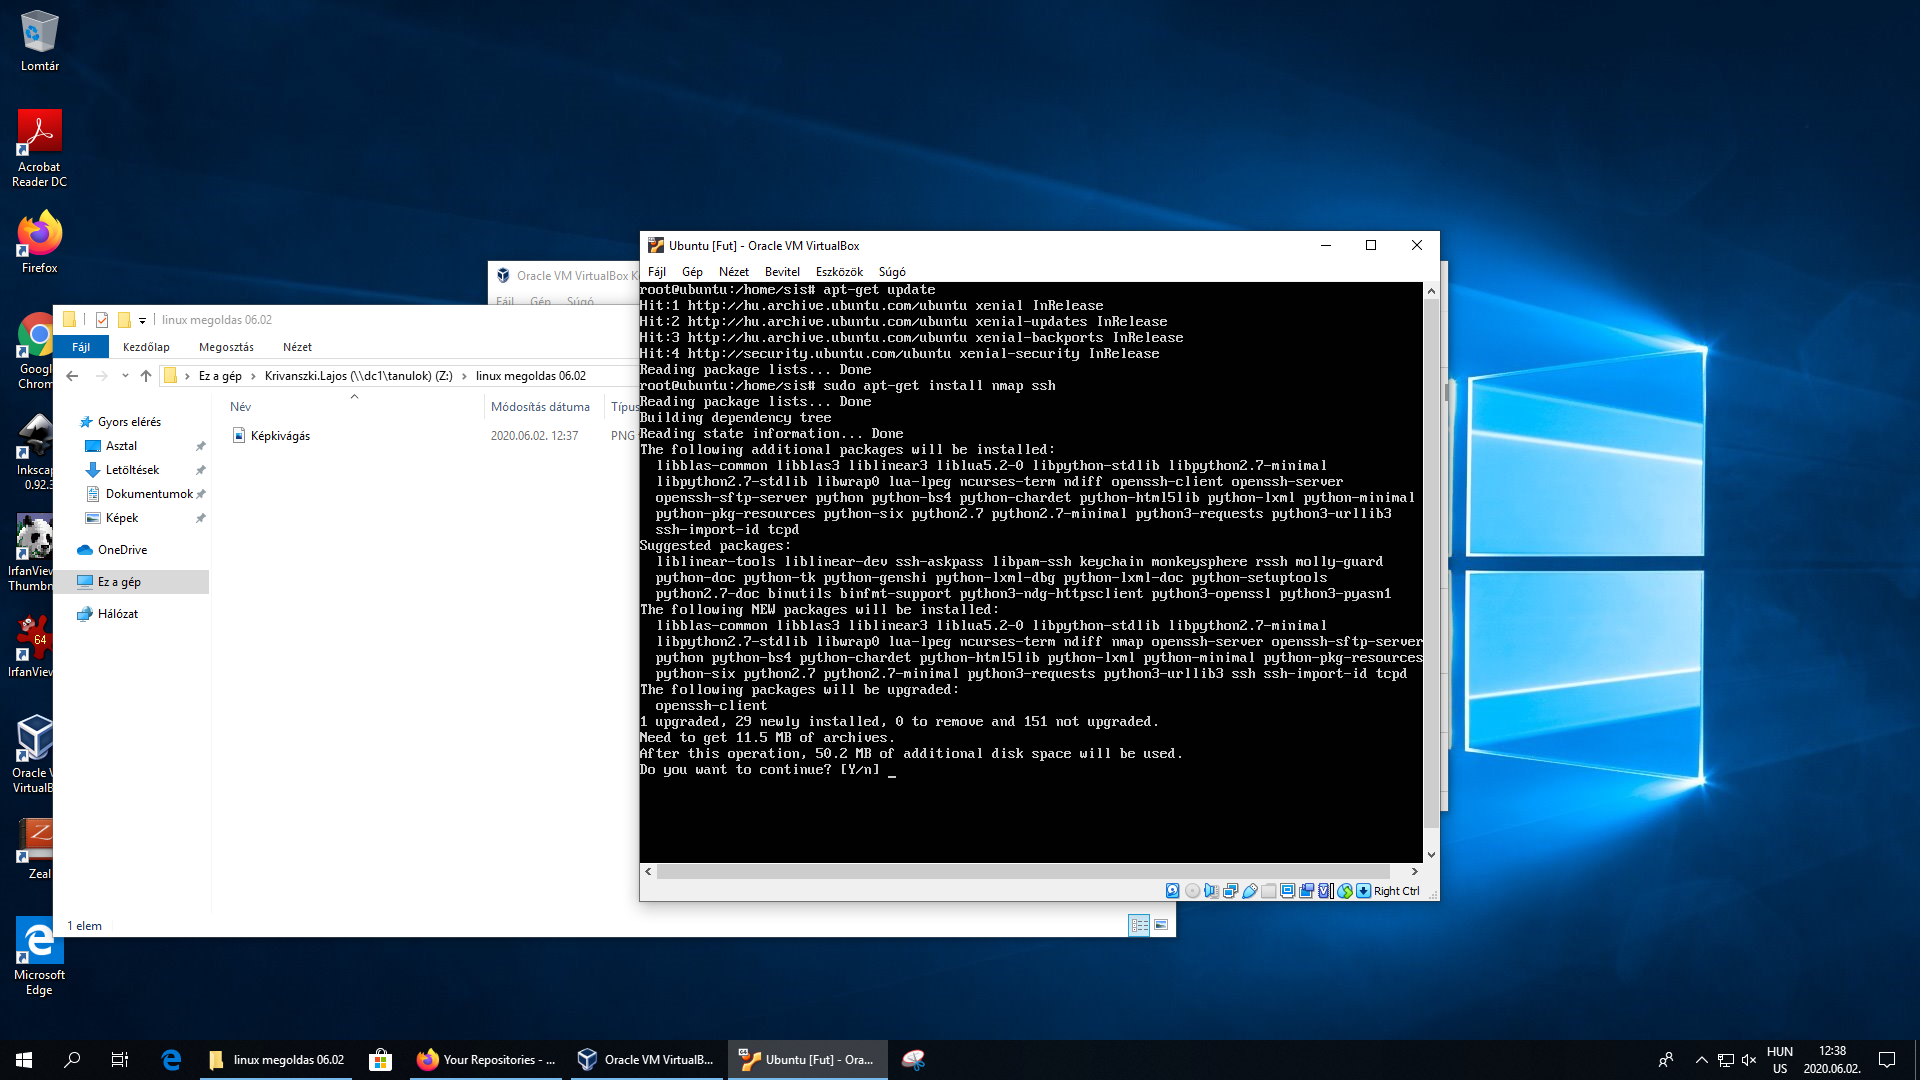 Lomtár
Acrobat
Reader DC
Firefox
Google
Chrom
Inkscap
0.92.3
IrfanView
Thumbn
64
IrfanView
Oracle V
VirtualB
Zeal
Microsoft
Edge
Oracle VM VirtualBox K
Fájl Gép Súgó
linux megoldas 06.02
Fájl Kezdőlap Megosztás Nézet
Ez a gép > Krivanszki.Lajos (\\dc1\tanulok) (Z:) > linux megoldas 06.02
Név Módosítás dátuma Típus
Képkivágás 2020.06.02. 12:37 PNG
Gyors elérés
Asztal
Letöltések
Dokumentumok
Képek
OneDrive
Ez a gép
Hálózat
1 elem
Ubuntu [Fut] - Oracle VM VirtualBox
Fájl Gép Nézet Bevitel Eszközök Súgó
root@ubuntu:/home/sis# apt-get update
Hit:1 http://hu.archive.ubuntu.com/ubuntu xenial InRelease
Hit:2 http://hu.archive.ubuntu.com/ubuntu xenial-updates InRelease
Hit:3 http://hu.archive.ubuntu.com/ubuntu xenial-backports InRelease
Hit:4 http://security.ubuntu.com/ubuntu xenial-security InRelease
Reading package lists... Done
root@ubuntu:/home/sis# sudo apt-get install nmap ssh
Reading package lists... Done
Building dependency tree
Reading state information... Done
The following additional packages will be installed:
libblas-common libblas3 liblinear3 liblua5.2-0 libpython-stdlib libpython2.7-minimal
libpython2.7-stdlib libwrap0 lua-lpeg ncurses-term ndiff openssh-client openssh-server
openssh-sftp-server python python-bs4 python-chardet python-html5lib python-lxml python-minimal
python-pkg-resources python-six python2.7 python2.7-minimal python3-requests python3-urllib3
ssh-import-id tcpd
Suggested packages:
liblinear-tools liblinear-dev ssh-askpass libpam-ssh keychain monkeysphere rssh molly-guard
python-doc python-tk python-genshi python-lxml-dbg python-lxml-doc python-setuptools
python2.7-doc binutils binfmt-support python3-ndg-httpsclient python3-openssl python3-pyasn1
The following NEW packages will be installed:
libblas-common libblas3 liblinear3 liblua5.2-0 libpython-stdlib libpython2.7-minimal
libpython2.7-stdlib libwrap0 lua-lpeg ncurses-term ndiff nmap openssh-server openssh-sftp-server
python python-bs4 python-chardet python-html5lib python-lxml python-minimal python-pkg-resources
python-six python2.7 python2.7-minimal python3-requests python3-urllib3 ssh ssh-import-id tcpd
The following packages will be upgraded:
openssh-client
1 upgraded, 29 newly installed, 0 to remove and 151 not upgraded.
Need to get 11.5 MB of archives.
After this operation, 50.2 MB of additional disk space will be used.
Do you want to continue? [Y/n] _
Right Ctrl
linux megoldas 06.02
Your Repositories - ...
Oracle VM VirtualB...
Ubuntu [Fut] - Ora...
HUN
US
12:38
2020.06.02.